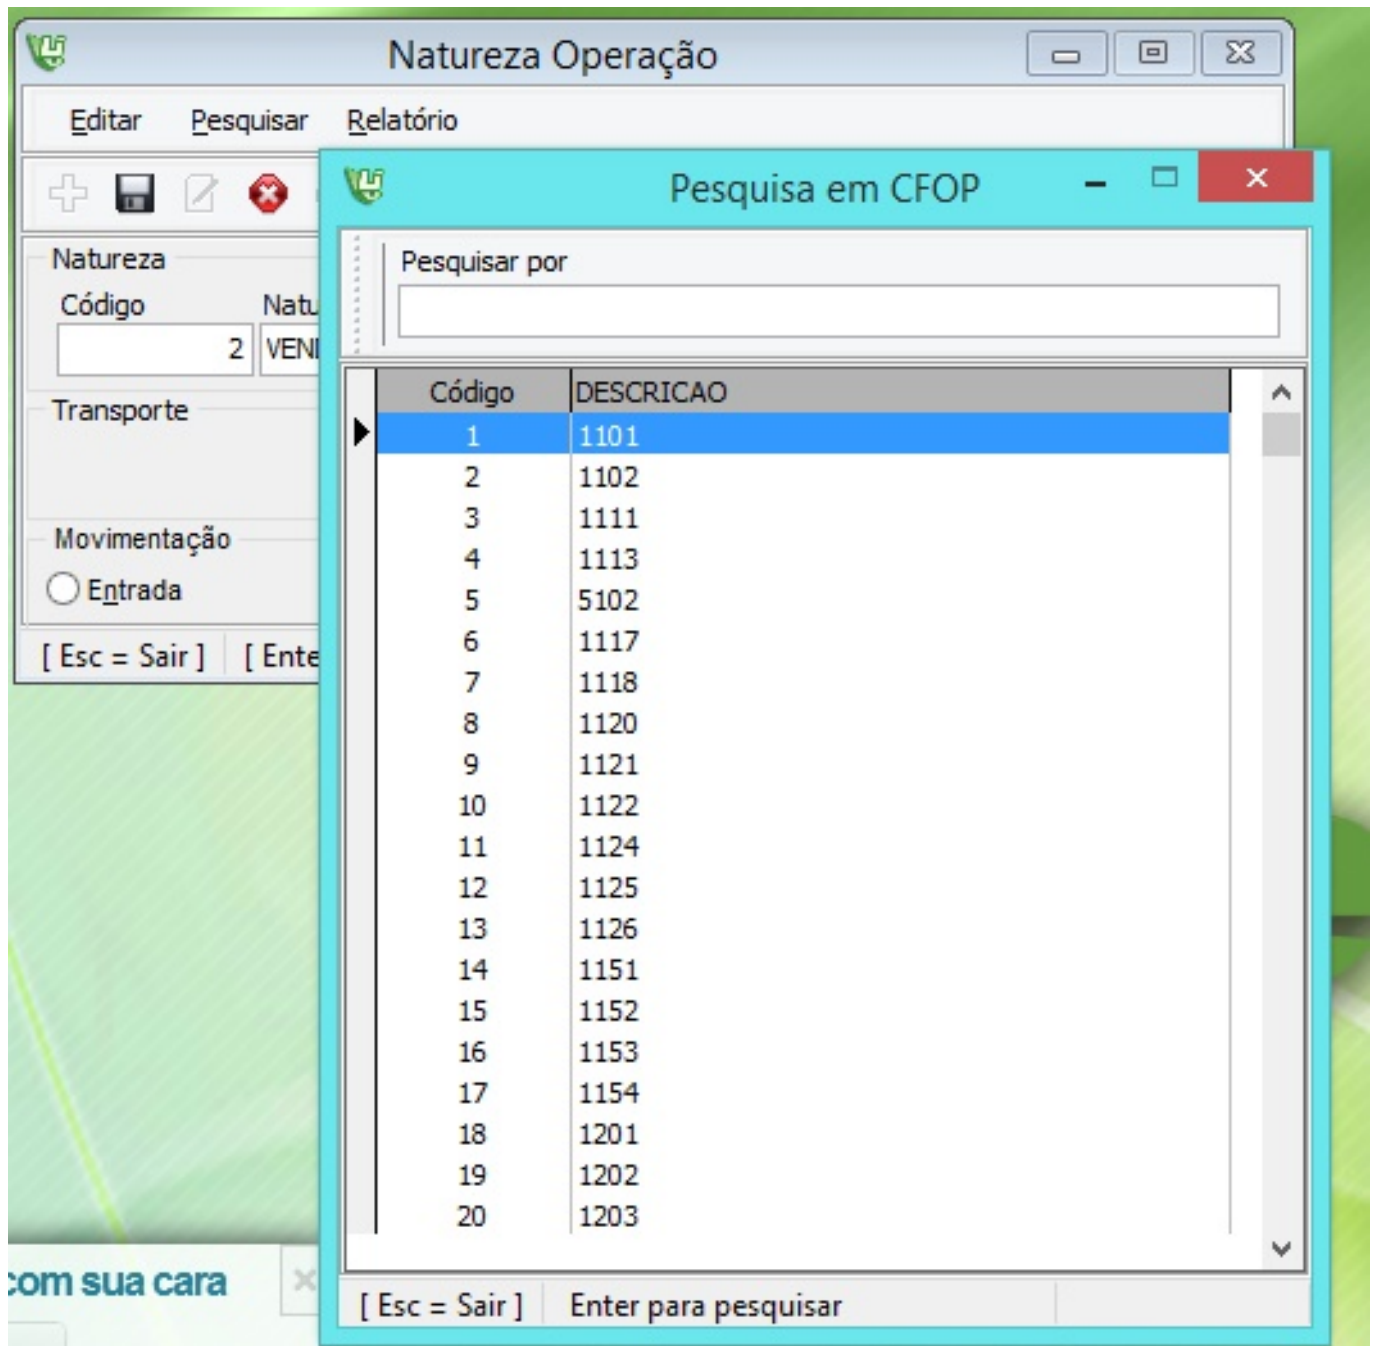 Natureza Operação
Editar Pesquisar Relatório
Pesquisa em CFOP
Natureza
Código
2
Transporte
Movimentação
Entrada
[ Esc = Sair ]
Pesquisar por
Código DESCRICAO
1 1101
2 1102
3 1111
4 1113
5 5102
6 1117
7 1118
8 1120
9 1121
10 1122
11 1124
12 1125
13 1126
14 1151
15 1152
16 1153
17 1154
18 1201
19 1202
20 1203
[ Esc = Sair ] Enter para pesquisar
com sua cara